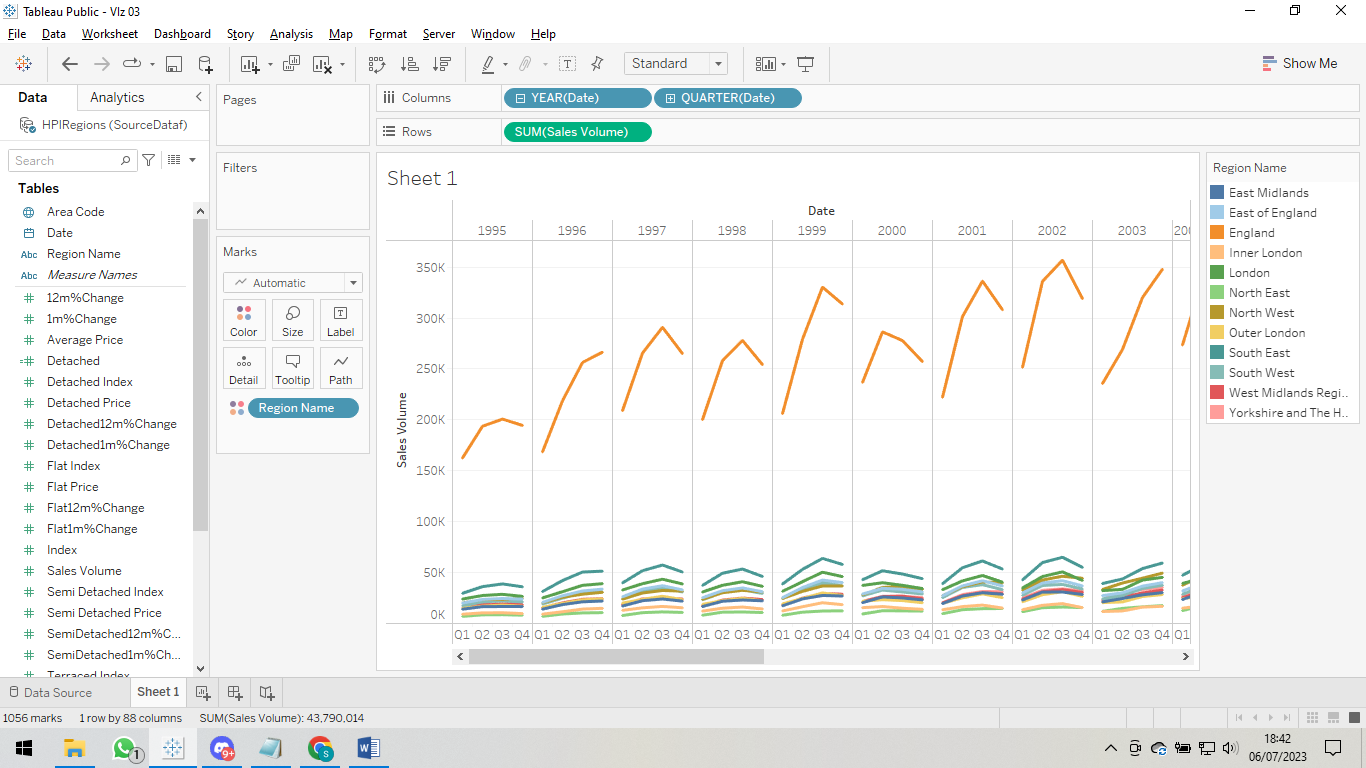 Tableau Public - Vlz 03
File Data Worksheet Dashboard Story Analysis Map Format Server Window Help
Standard
Show Me
Data Analytics
HPIRegions (SourceDataf)
Search
Tables
Area Code
Date
Abc Region Name
Abc Measure Names
12m%Change
1m%Change
Average Price
Detached
Detached Index
Detached Price
Detached12m%Change
Detached1m%Change
Flat Index
Flat Price
Flat12m%Change
Flat1m%Change
Index
Sales Volume
Semi Detached Index
Semi Detached Price
SemiDetached12m%C...
SemiDetached1m%Ch...
Terraced Index
Pages
Filters
Marks
Automatic
Color Size Label
Detail Tooltip Path
Region Name
Columns YEAR(Date) QUARTER(Date)
Rows SUM(Sales Volume)
Sheet 1
Date
1995 1996 1997 1998 1999 2000 2001 2002 2003 200
Sales Volume
350K
300K
250K
200K
150K
100K
50K
0K
Q1 Q2 Q3 Q4 Q1 Q2 Q3 Q4 Q1 Q2 Q3 Q4 Q1 Q2 Q3 Q4 Q1 Q2 Q3 Q4 Q1 Q2 Q3 Q4 Q1 Q2 Q3 Q4 Q1 Q2 Q3 Q4 Q1 Q2 Q3 Q4 Q1
Region Name
East Midlands
East of England
England
Inner London
London
North East
North West
Outer London
South East
South West
West Midlands Regi..
Yorkshire and The H..
Data Source Sheet 1
1056 marks 1 row by 88 columns SUM(Sales Volume): 43,790,014
1
9+
S
18:42
06/07/2023